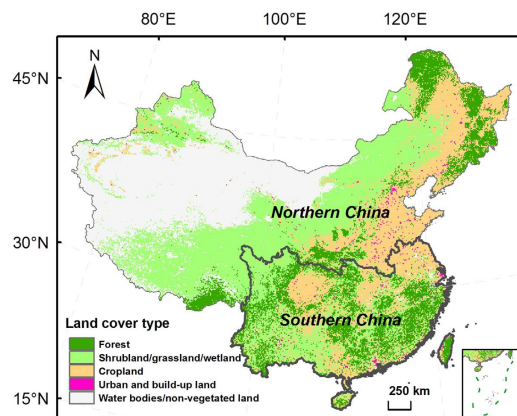 80°E 100°E 120°E
45°N
N
Northern China
30°N
Southern China
Land cover type
Forest
Shrubland/grassland/wetland
Cropland
Urban and build-up land
Water bodies/non-vegetated land
250 km
15°N